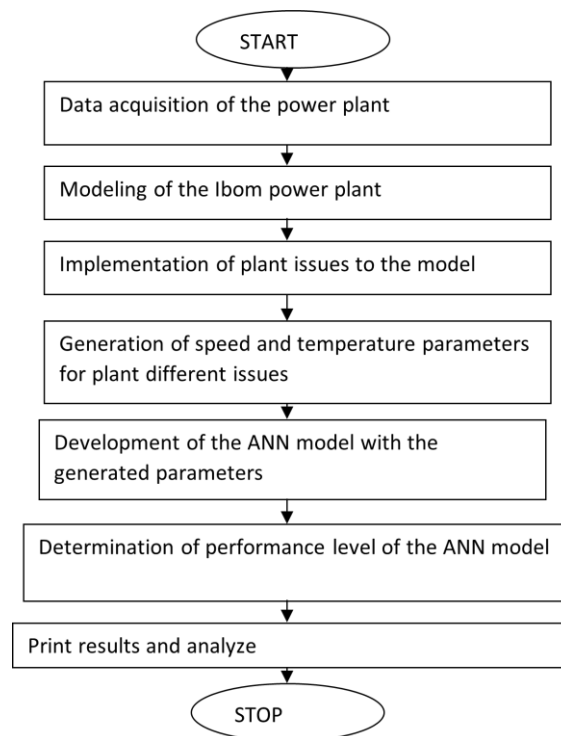 START
Data acquisition of the power plant
Modeling of the Ibom power plant
Implementation of plant issues to the model
Generation of speed and temperature parameters
for plant different issues
Development of the ANN model with the
generated parameters
Determination of performance level of the ANN model
Print results and analyze
STOP